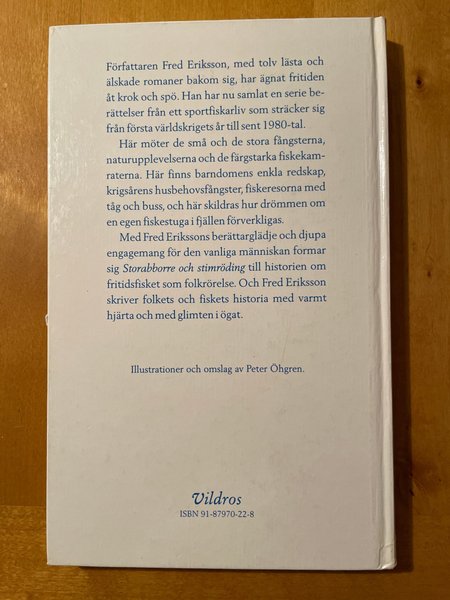 Författaren Fred Eriksson, med tolv lästa och
älskade romaner bakom sig, har ägnat fritiden
åt krok och spö. Han har nu samlat en serie be-
rättelser från ett sportfiskarliv som sträcker sig
från första världskrigets år till sent 1980-tal.
Här möter de små och de stora fångsterna,
naturupplevelserna och de färgstarka fiskekam-
raterna. Här finns barndomens enkla redskap,
krigsårens husbehovsfångster, fiskeresorna med
tåg och buss, och här skildras hur drömmen om
en egen fiskestuga i fjällen förverkligas.
Med Fred Erikssons berättarglädje och djupa
engagemang för den vanliga människan formar
sig Storabborre och stimröding till historien om
fritidsfisket som folkrörelse. Och Fred Eriksson
skriver folkets och fiskets historia med varmt
hjärta och med glimten i ögat.
Illustrationer och omslag av Peter Öhgren.
Vildros
ISBN 91-87970-22-8